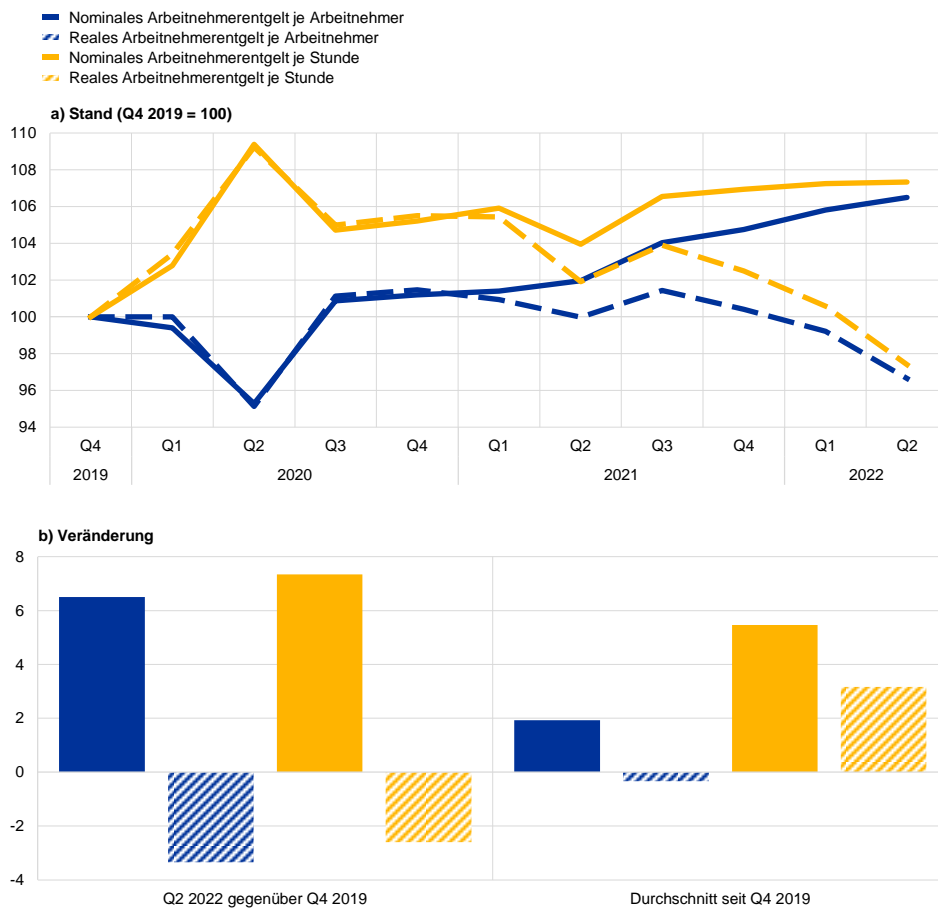 Nominales Arbeitnehmerentgelt je Arbeitnehmer
Reales Arbeitnehmerentgelt je Arbeitnehmer
Nominales Arbeitnehmerentgelt je Stunde
Reales Arbeitnehmerentgelt je Stunde
a) Stand (Q4 2019 = 100)
110
108
106
104
102
100
98
96
94
Q4 Q1 Q2 Q3 Q4 Q1 Q2 Q3 Q4 Q1 Q2
2019 2020 2021 2022
b) Veränderung
8
6
4
2
0
-2
-4
Q2 2022 gegenüber Q4 2019 Durchschnitt seit Q4 2019